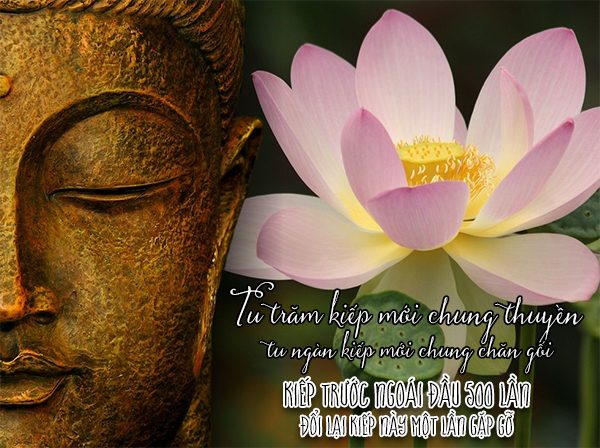 Tu trăm kiếp mới chung thuyền
tu ngàn kiếp mới chung chăn gối
KIẾP TRƯỚC NGOÁI ĐẦU 500 LẦN
ĐỔI LẠI KIẾP NÀY MỘT LẦN GẶP GỠ